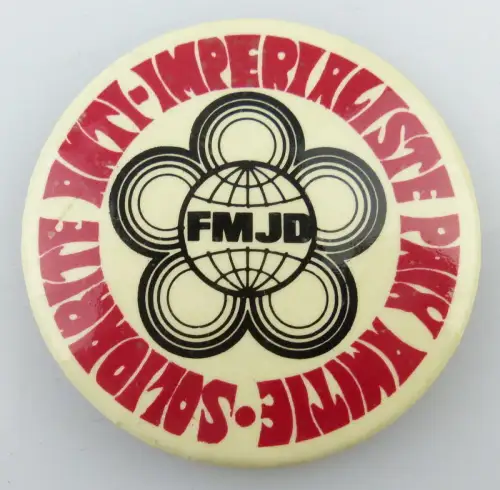 SOLIDARITE ANTI-IMPERIALISTE PAIX AMITIE •
FMJD